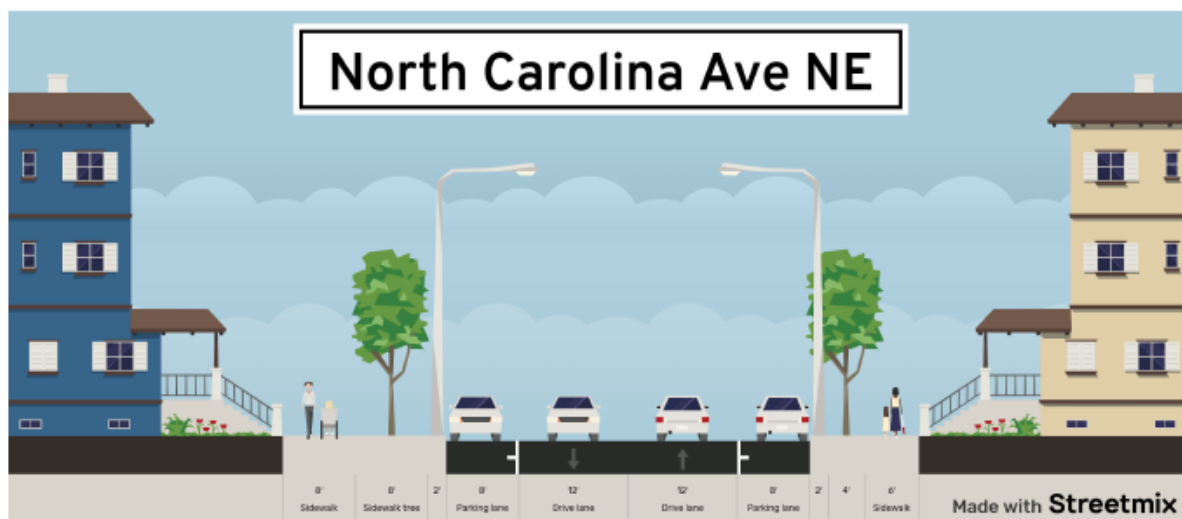 North Carolina Ave NE
8' 8' 2' 8' 12' 12' 8' 2' 4' 6'
Sidewalk Sidewalk tree Parking lane Drive lane Drive lane Parking lane Sidewalk
Made with Streetmix